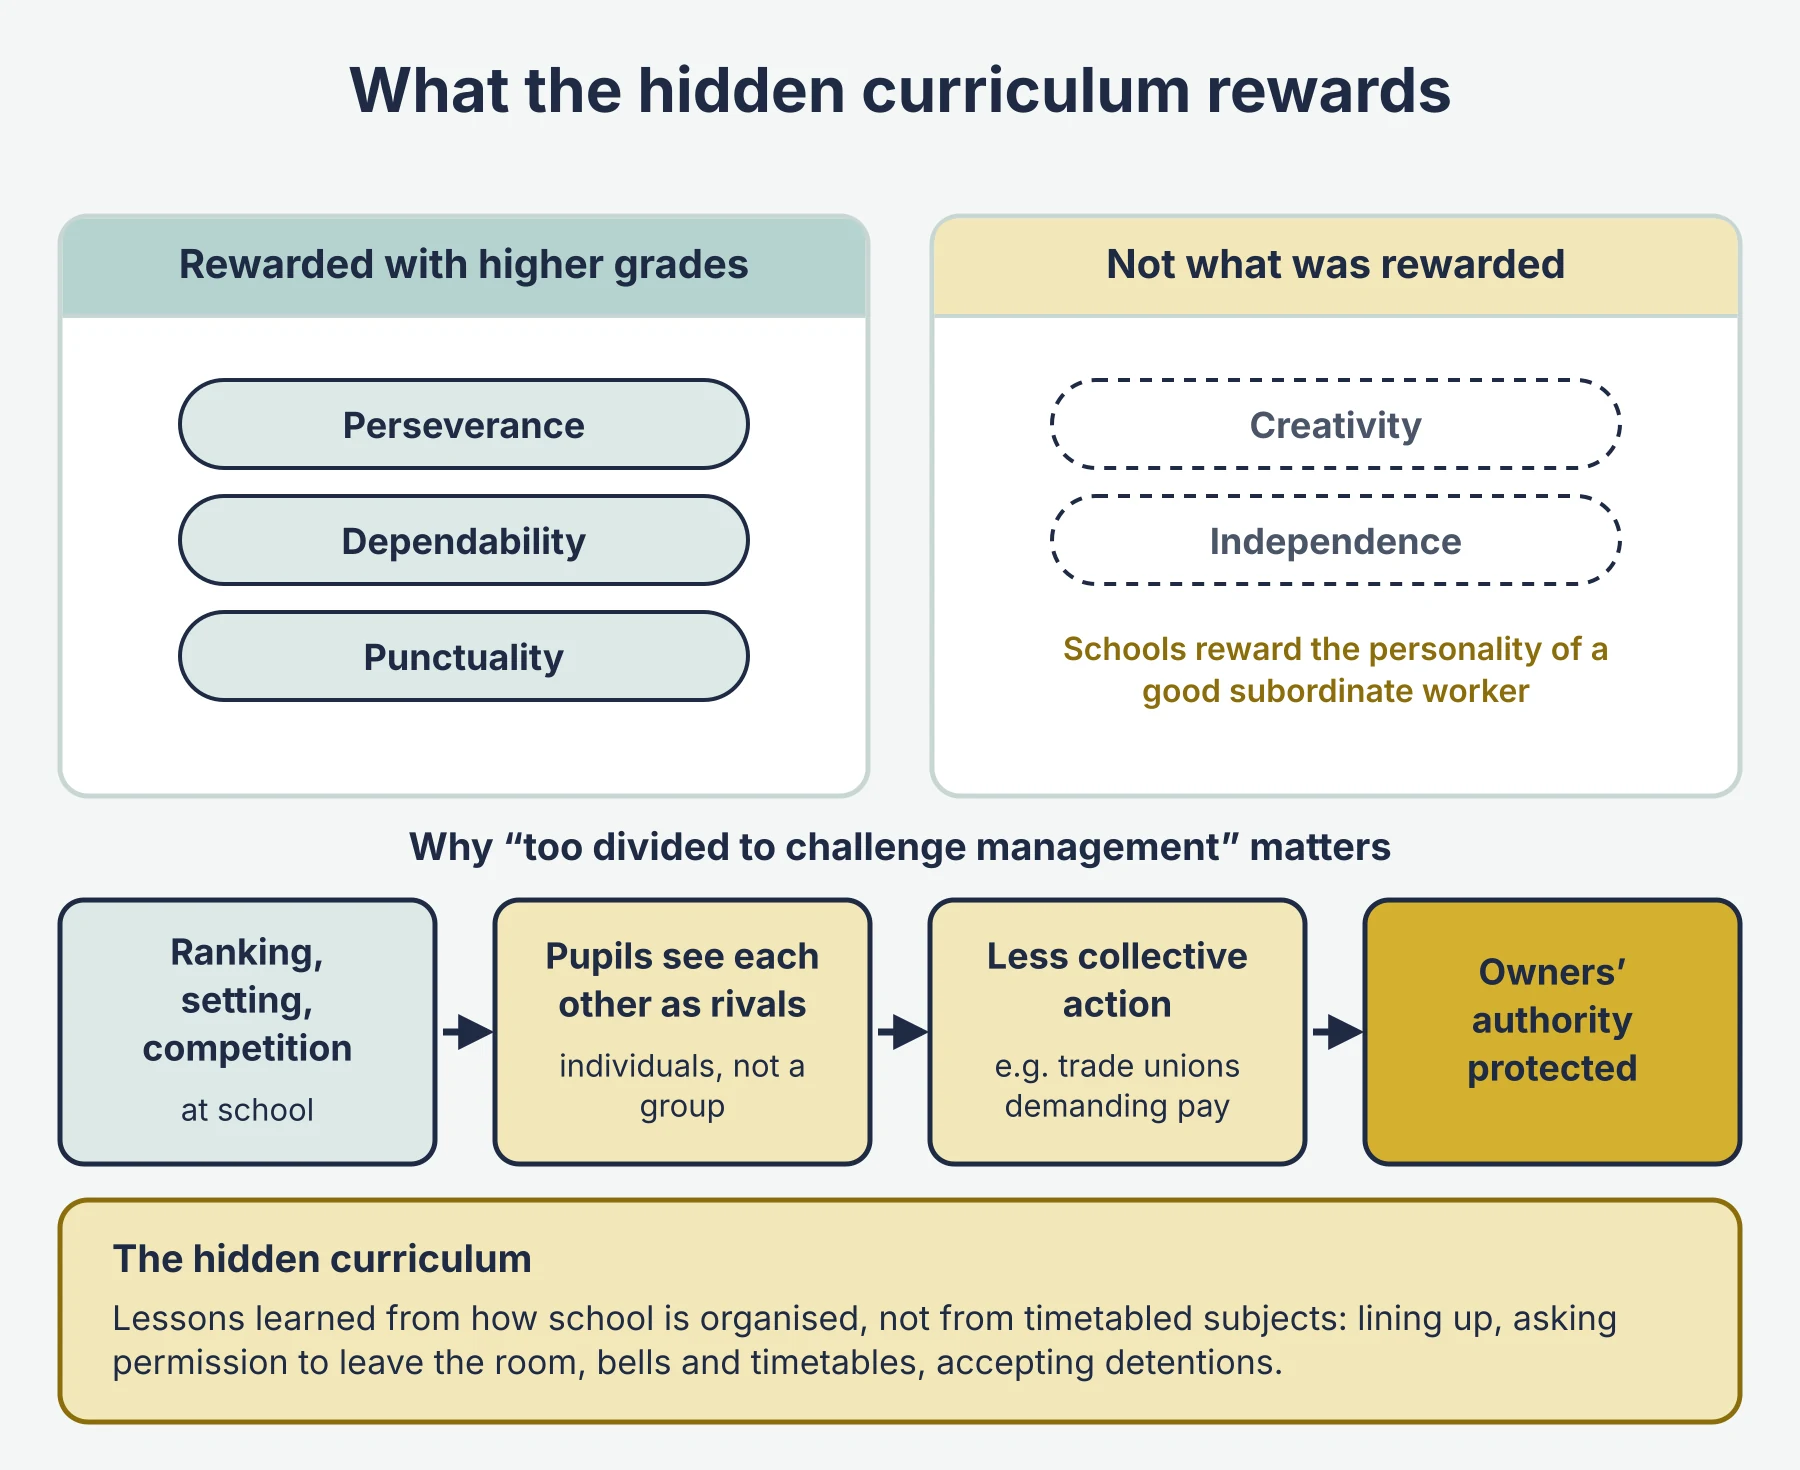 What the hidden curriculum rewards
Rewarded with higher grades
Perseverance
Dependability
Punctuality
Not what was rewarded
Creativity
Independence
Schools reward the personality of a
good subordinate worker
Why “too divided to challenge management” matters
Ranking,
setting,
competition
at school
Pupils see each
other as rivals
individuals, not a
group
Less collective
action
e.g. trade unions
demanding pay
Owners’
authority
protected
The hidden curriculum
Lessons learned from how school is organised, not from timetabled subjects: lining up, asking
permission to leave the room, bells and timetables, accepting detentions.